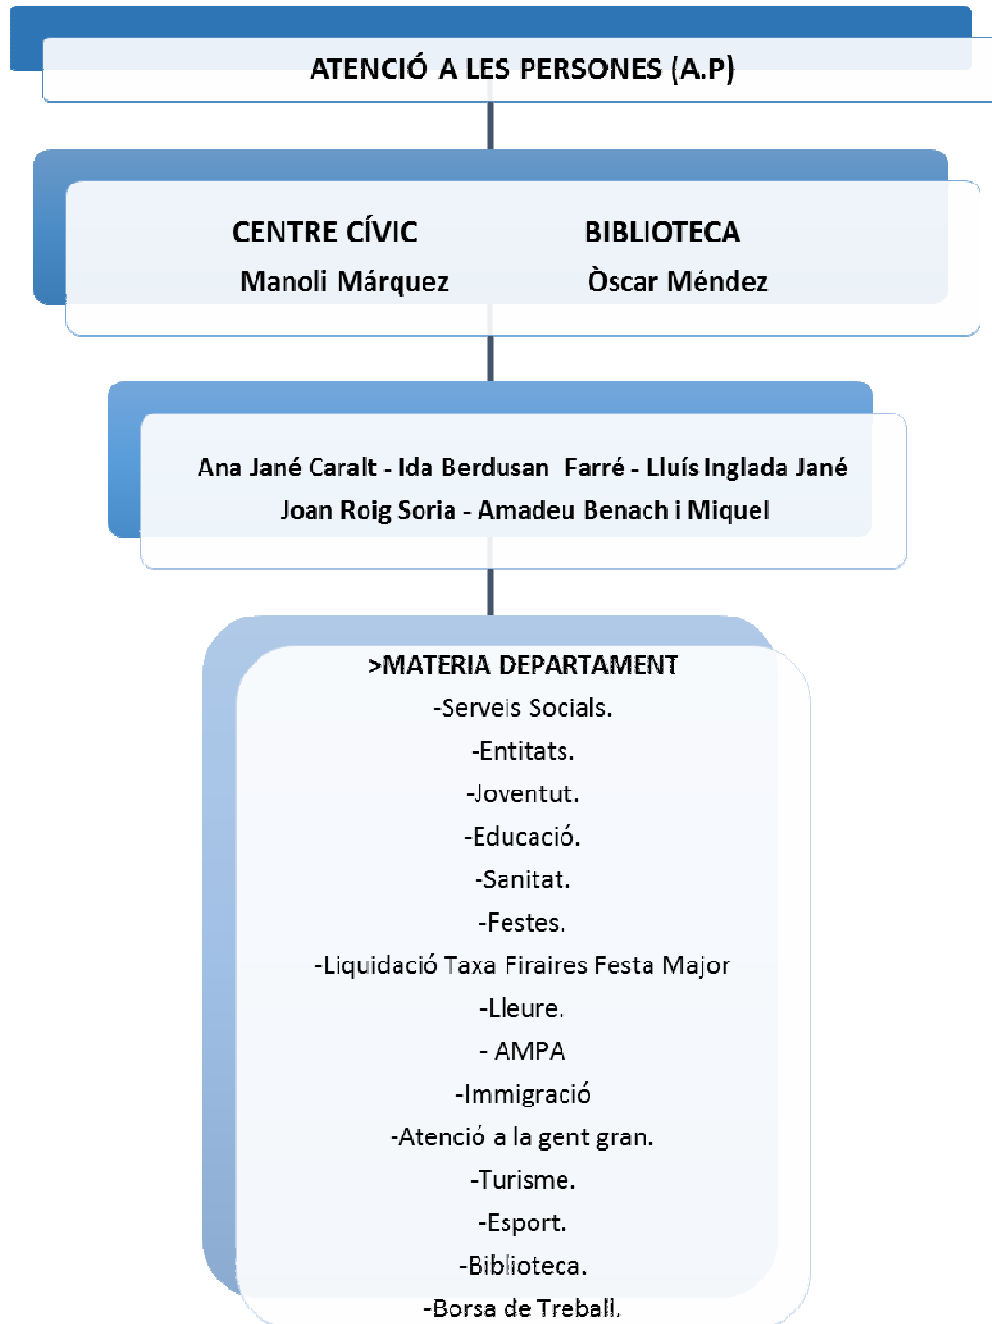 ATENCIÓ A LES PERSONES (A.P)
CENTRE CÍVIC BIBLIOTECA
Manoli Márquez Òscar Méndez
Ana Jané Caralt - Ida Berdusan Farré - Lluís Inglada Jané
Joan Roig Soria - Amadeu Benach i Miquel
>MATERIA DEPARTAMENT
-Serveis Socials.
-Entitats.
-Joventut.
-Educació.
-Sanitat.
-Festes.
-Liquidació Taxa Firaires Festa Major
-Lleure.
- AMPA
-Immigració
-Atenció a la gent gran.
-Turisme.
-Esport.
-Biblioteca.
-Borsa de Treball.